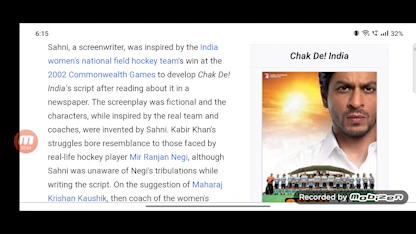 6:15
32%
Sahni, a screenwriter, was inspired by the India
women's national field hockey team's win at the
2002 Commonwealth Games to develop Chak De!
India's script after reading about it in a
newspaper. The screenplay was fictional and the
characters, while inspired by the real team and
coaches, were invented by Sahni. Kabir Khan's
struggles bore resemblance to those faced by
real-life hockey player Mir Ranjan Negi, although
Sahni was unaware of Negi's tribulations while
writing the script. On the suggestion of Maharaj
Krishan Kaushik, then coach of the women's
Chak De! India
Recorded by
Mobizen